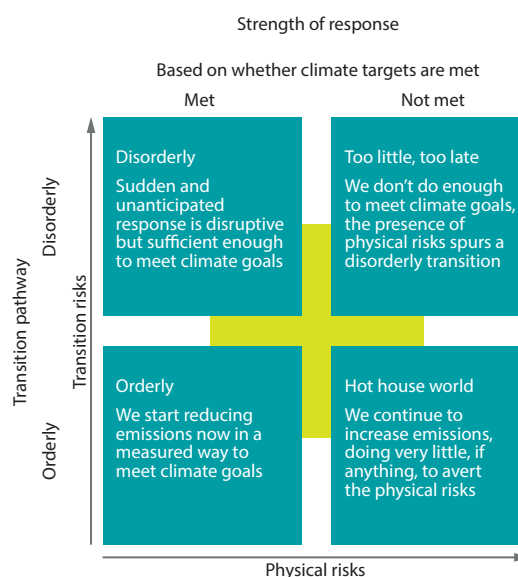 Strength of response
Based on whether climate targets are met
Met
Not met
Transition pathway
Disorderly
Orderly
Transition risks
Disorderly
Sudden and
unanticipated
response is disruptive
but sufficient enough
to meet climate goals
Too little, too late
We don’t do enough
to meet climate goals,
the presence of
physical risks spurs a
disorderly transition
Orderly
We start reducing
emissions now in a
measured way to
meet climate goals
Hot house world
We continue to
increase emissions,
doing very little, if
anything, to avert
the physical risks
Physical risks